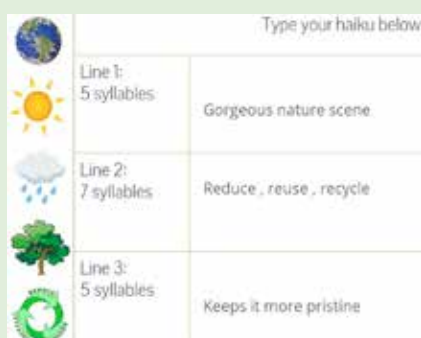 Type your haiku below
Line 1:
5 syllables
Gorgeous nature scene
Line 2:
7 syllables
Reduce , reuse , recycle
Line 3:
5 syllables
Keeps it more pristine